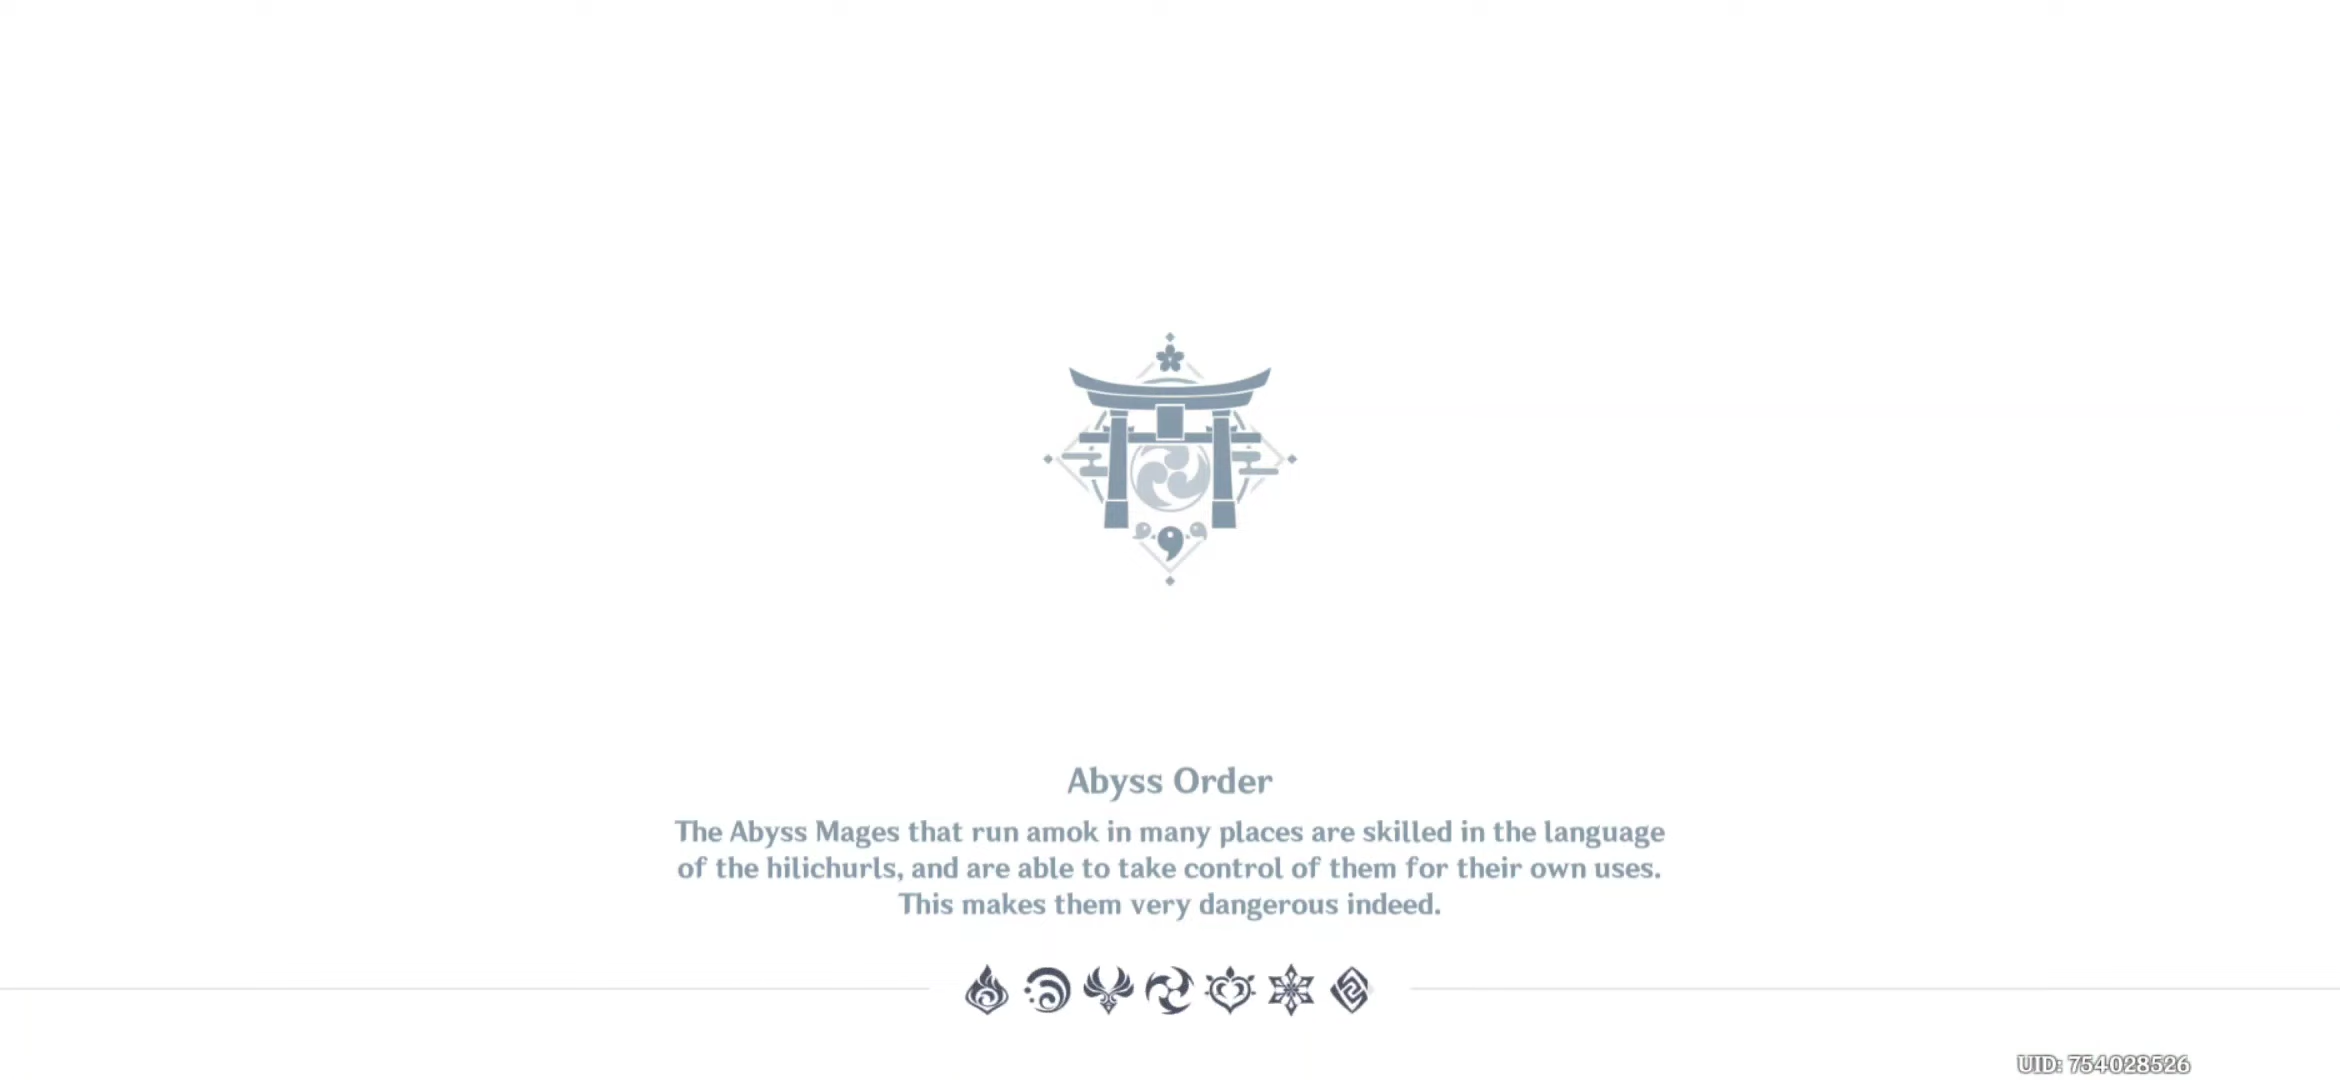 Abyss Order
The Abyss Mages that run amok in many places are skilled in the language
of the hilichurls, and are able to take control of them for their own uses.
This makes them very dangerous indeed.
UID: 754028526